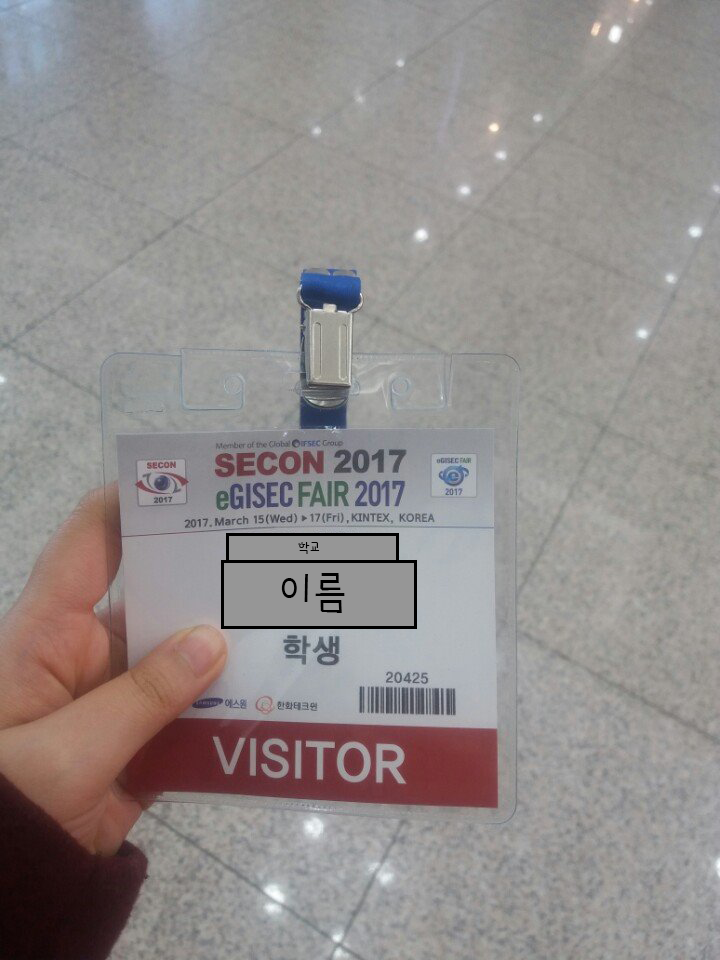 Member of the Global IFSEC Group
SECON 2017
eGISEC FAIR 2017
SECON
2017
eGISEC FAIR
2017
2017. March 15(Wed) ▶ 17(Fri), KINTEX, KOREA
학교
이름
학생
20425
SAMSUNG 에스원 한화테크윈
VISITOR